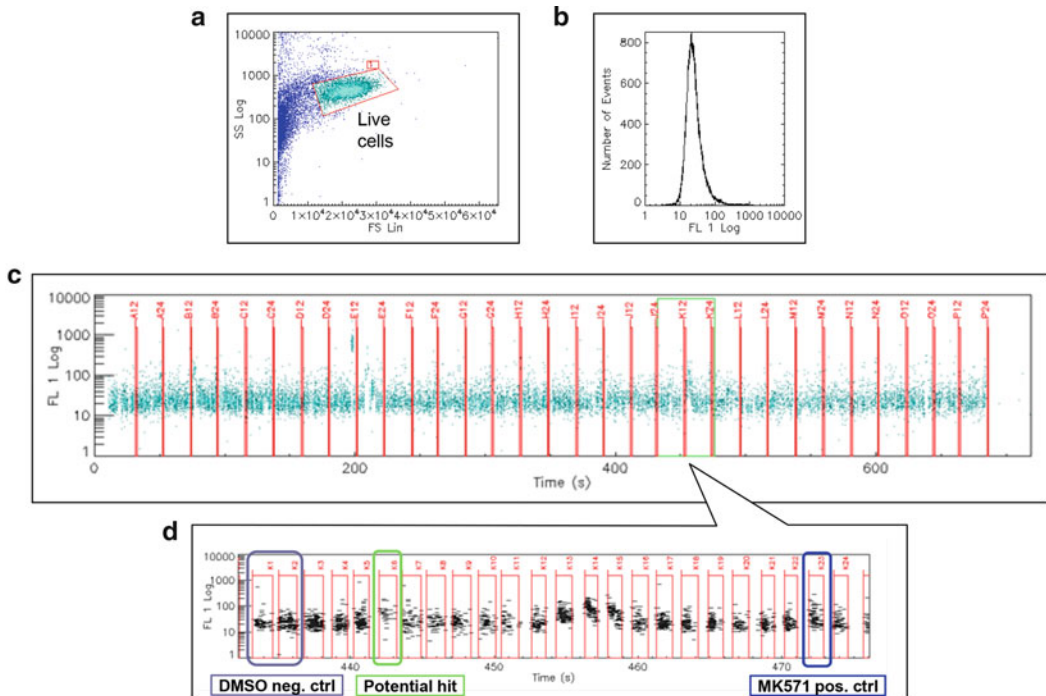 a
10000
1000
100
10
1
SS Log
1
Live
cells
0 1×10⁴ 2×10⁴ 3×10⁴ 4×10⁴ 5×10⁴ 6×10⁴
FS Lin
b
800
600
400
200
0
Number of Events
1 10 100 1000 10000
FL 1 Log
c
10000
1000
100
10
1
FL 1 Log
A12 A24 B12 B24 C12 C24 D12 D24 E12 E24 F12 F24 G12 G24 H12 H24 I12 I24 J12 J24 K12 K24 L12 L24 M12 M24 N12 N24 O12 O24 P12 P24
0 200 400 600
Time (s)
d
10000
1000
100
10
1
FL 1 Log
K1 K2 K3 K4 K5 K6 K7 K8 K9 K10 K11 K12 K13 K14 K15 K16 K17 K18 K19 K20 K21 K22 K23 K24
440 450 460 470
Time (s)
DMSO neg. ctrl
Potential hit
MK571 pos. ctrl